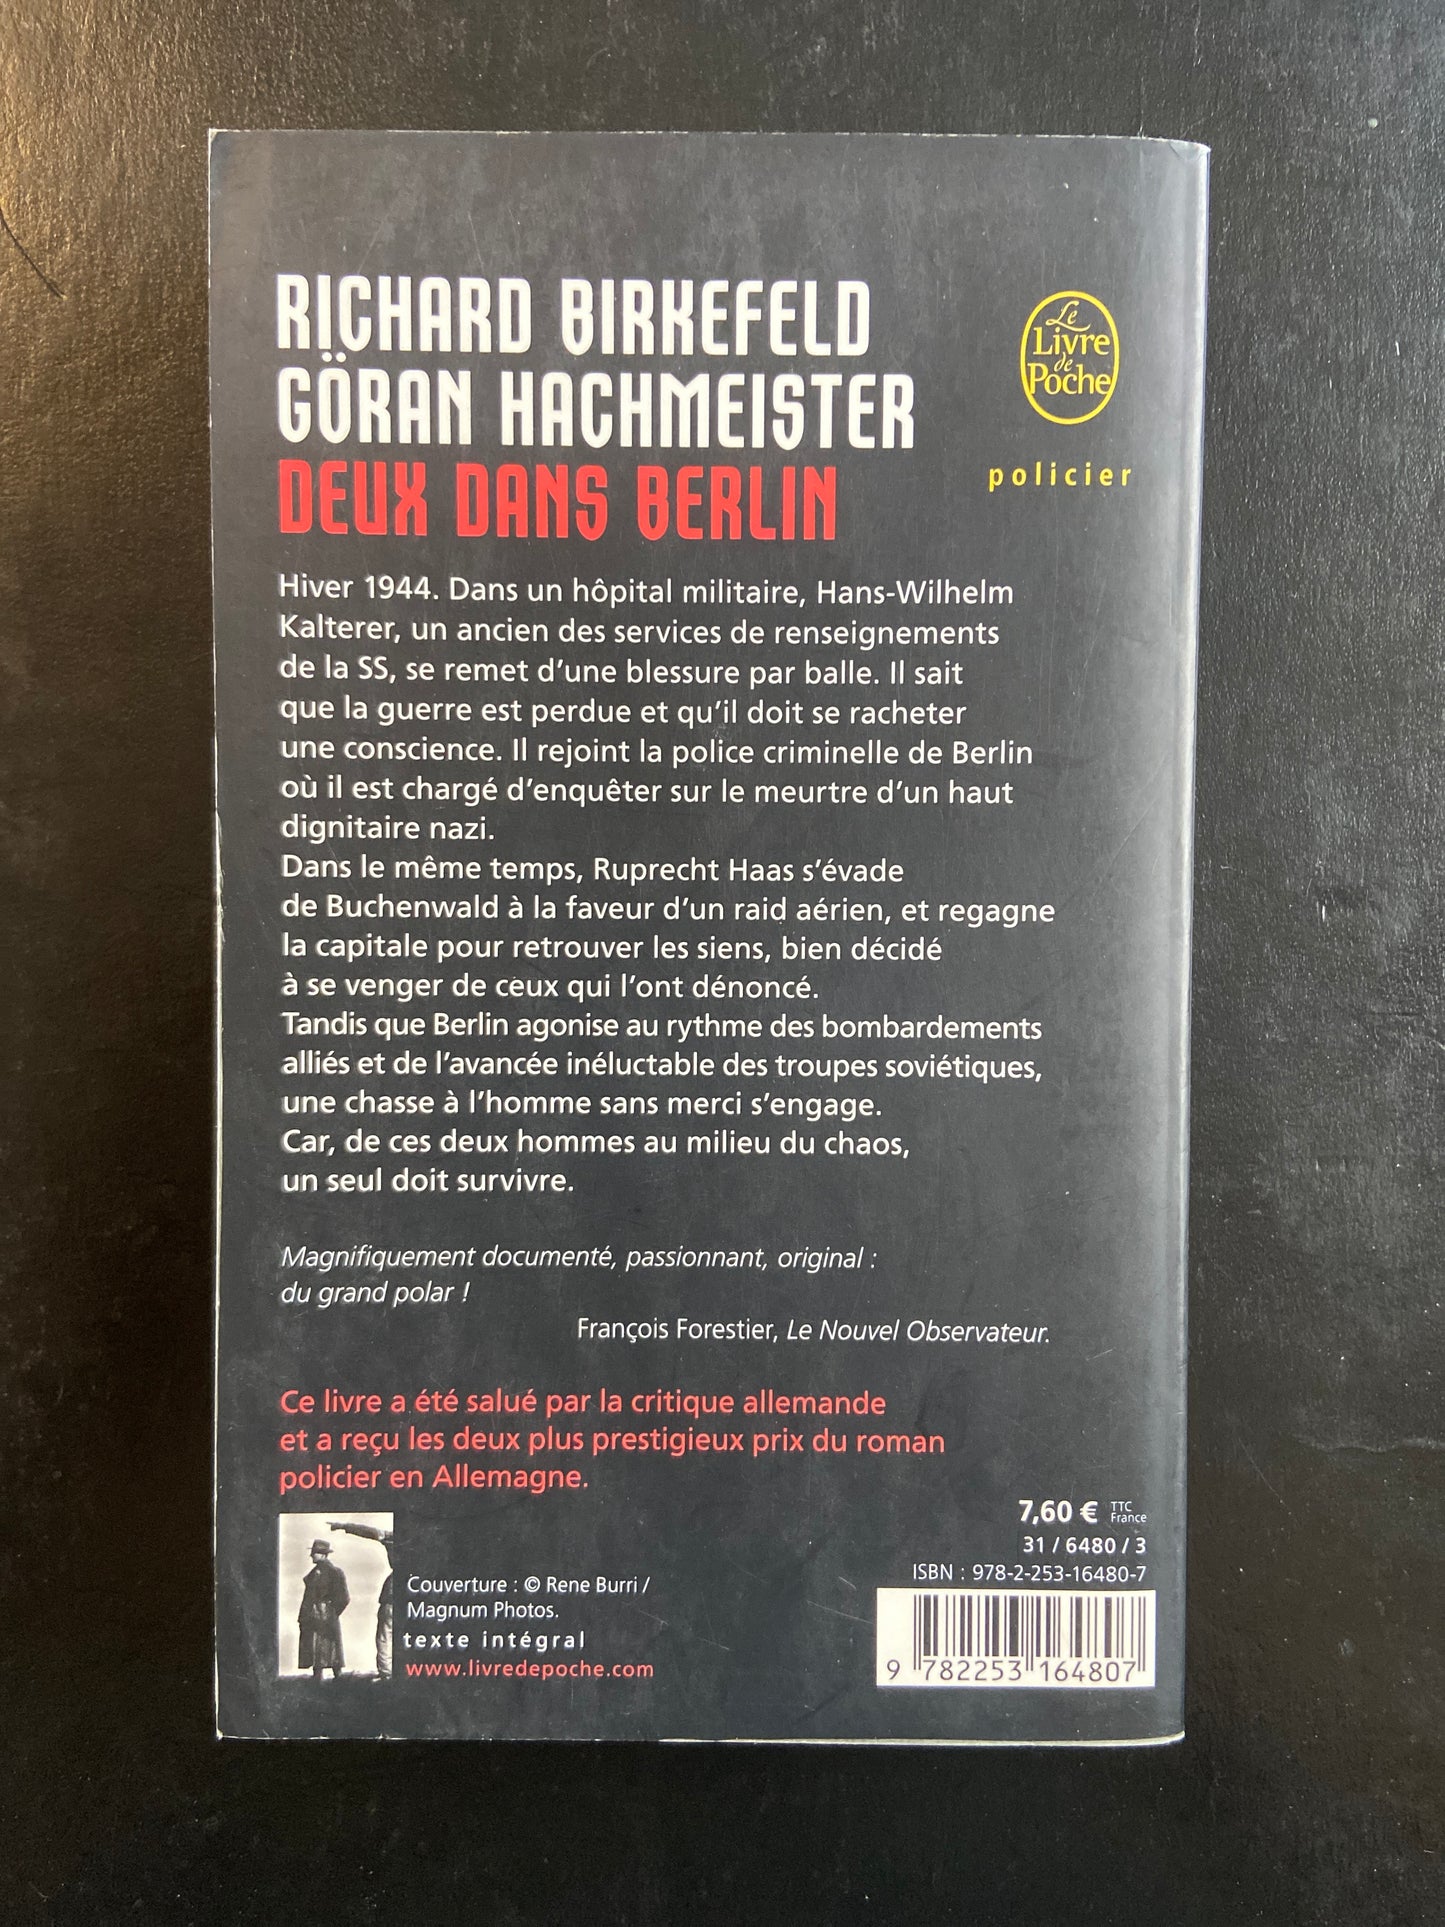 RICHARD BIRKEFELD
GÖRAN HACHMEISTER
DEUX DANS BERLIN
Le
Livre
de
Poche
policier
Hiver 1944. Dans un hôpital militaire, Hans-Wilhelm
Kalterer, un ancien des services de renseignements
de la SS, se remet d’une blessure par balle. Il sait
que la guerre est perdue et qu’il doit se racheter
une conscience. Il rejoint la police criminelle de Berlin
où il est chargé d’enquêter sur le meurtre d’un haut
dignitaire nazi.
Dans le même temps, Ruprecht Haas s’évade
de Buchenwald à la faveur d’un raid aérien, et regagne
la capitale pour retrouver les siens, bien décidé
à se venger de ceux qui l’ont dénoncé.
Tandis que Berlin agonise au rythme des bombardements
alliés et de l’avancée inéluctable des troupes soviétiques,
une chasse à l’homme sans merci s’engage.
Car, de ces deux hommes au milieu du chaos,
un seul doit survivre.
Magnifiquement documenté, passionnant, original :
du grand polar !
François Forestier, Le Nouvel Observateur.
Ce livre a été salué par la critique allemande
et a reçu les deux plus prestigieux prix du roman
policier en Allemagne.
7,60 € TTC
France
31 / 6480 / 3
ISBN : 978-2-253-16480-7
Couverture : © Rene Burri /
Magnum Photos.
texte intégral
www.livredepoche.com
9 782253 164807